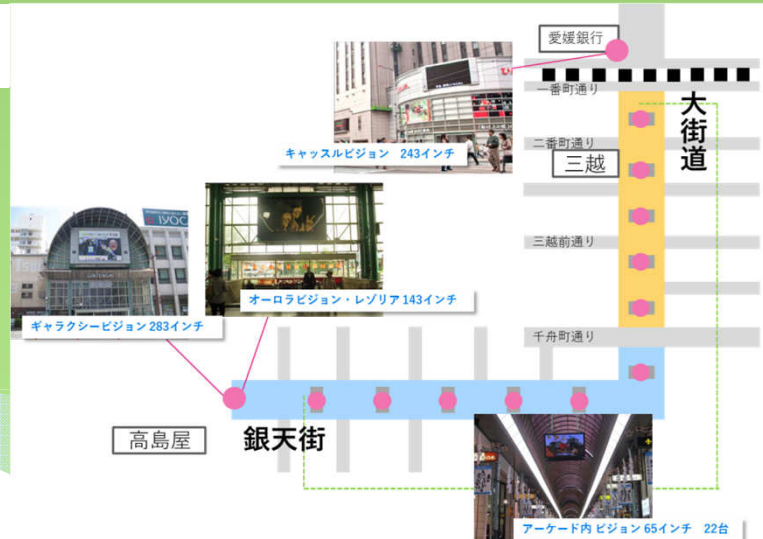 愛媛銀行
一番町通り
大街道
二番町通り
三越
キャッスルビジョン 243インチ
IYOC
三越前通り
オーロラビジョン・レゾリア 143インチ
ギャラクシービジョン 283インチ
千舟町通り
高島屋
銀天街
アーケード内 ビジョン 65インチ 22台